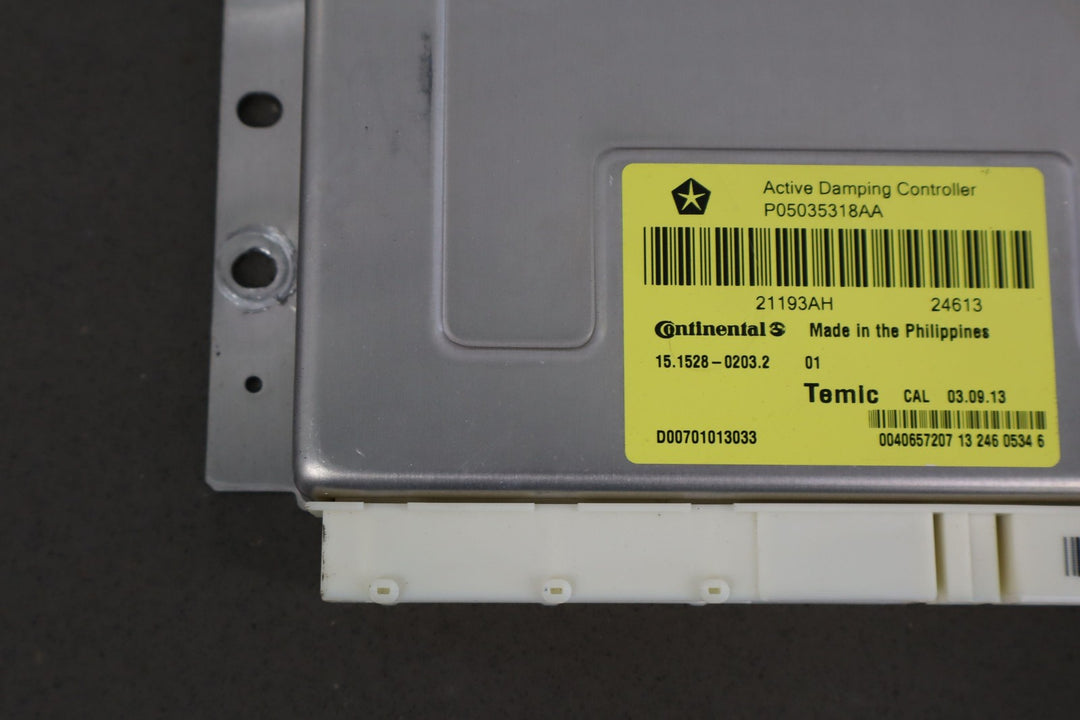 Active Damping Controller
P05035318AA
21193AH 24613
Continental Made in the Philippines
15.1528-0203.2 01
Temic CAL 03.09.13
D00701013033 0040657207 13 246 0534 6